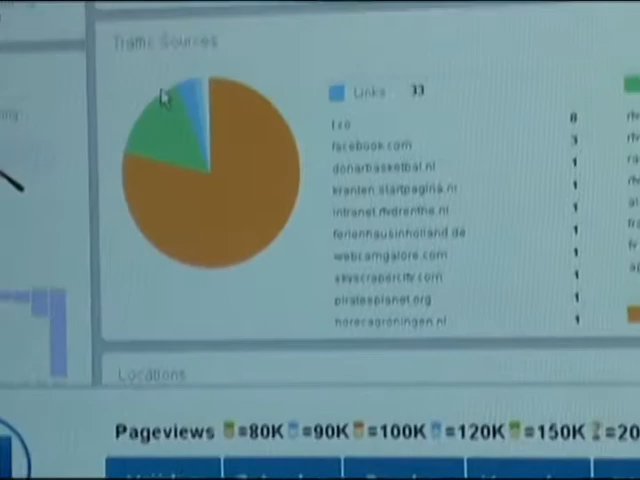 Traffic Sources
Links 33
t.co 8
facebook.com 3
donarbasketbal.nl 1
kranten.startpagina.nl 1
intranet.rtvdrenthe.nl 1
ferienhausinholland.de 1
webcamgalore.com 1
skyscrapercity.com 1
piratesplanet.org 1
horecagroningen.nl 1
Locations
Pageviews =80K =90K =100K =120K =150K =20